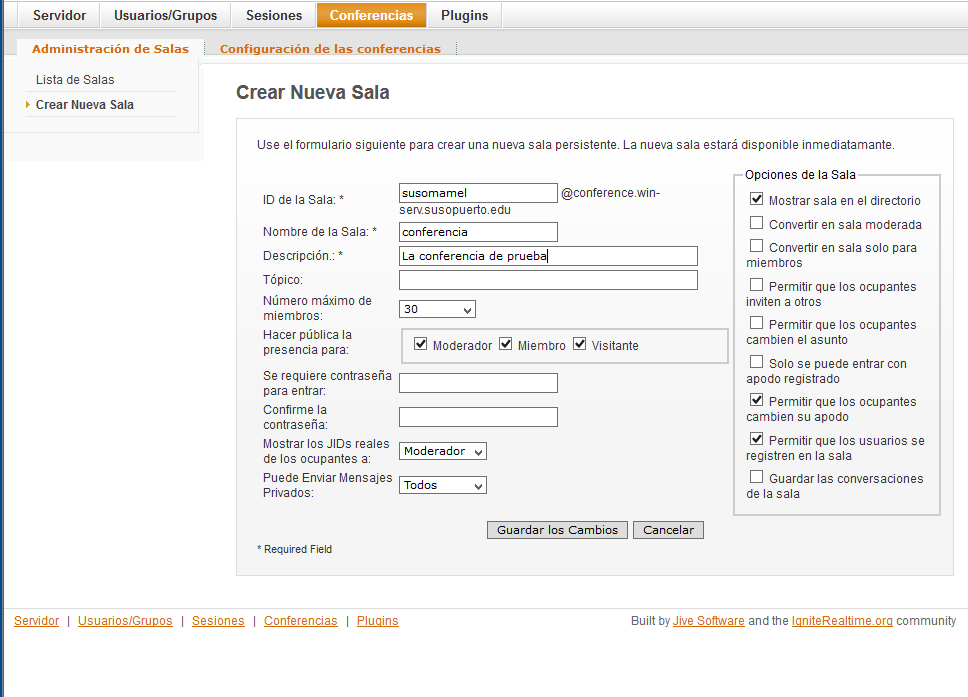 Servidor
Usuarios/Grupos
Sesiones
Conferencias
Plugins
Administración de Salas
Configuración de las conferencias
Lista de Salas
Crear Nueva Sala
Crear Nueva Sala
Use el formulario siguiente para crear una nueva sala persistente. La nueva sala estará disponible inmediatamante.
ID de la Sala: *
susomamel
@conference.win-
serv.susopuerto.edu
Nombre de la Sala: *
conferencia
Descripción.: *
La conferencia de prueba
Tópico:
Número máximo de
miembros:
30
Hacer pública la
presencia para:
Moderador
Miembro
Visitante
Se requiere contraseña
para entrar:
Confirme la
contraseña:
Mostrar los JIDs reales
de los ocupantes a:
Moderador
Puede Enviar Mensajes
Privados:
Todos
Opciones de la Sala
Mostrar sala en el directorio
Convertir en sala moderada
Convertir en sala solo para
miembros
Permitir que los ocupantes
inviten a otros
Permitir que los ocupantes
cambien el asunto
Solo se puede entrar con
apodo registrado
Permitir que los ocupantes
cambien su apodo
Permitir que los usuarios se
registren en la sala
Guardar las conversaciones
de la sala
Guardar los Cambios
Cancelar
* Required Field
Servidor | Usuarios/Grupos | Sesiones | Conferencias | Plugins
Built by Jive Software and the IgniteRealtime.org community